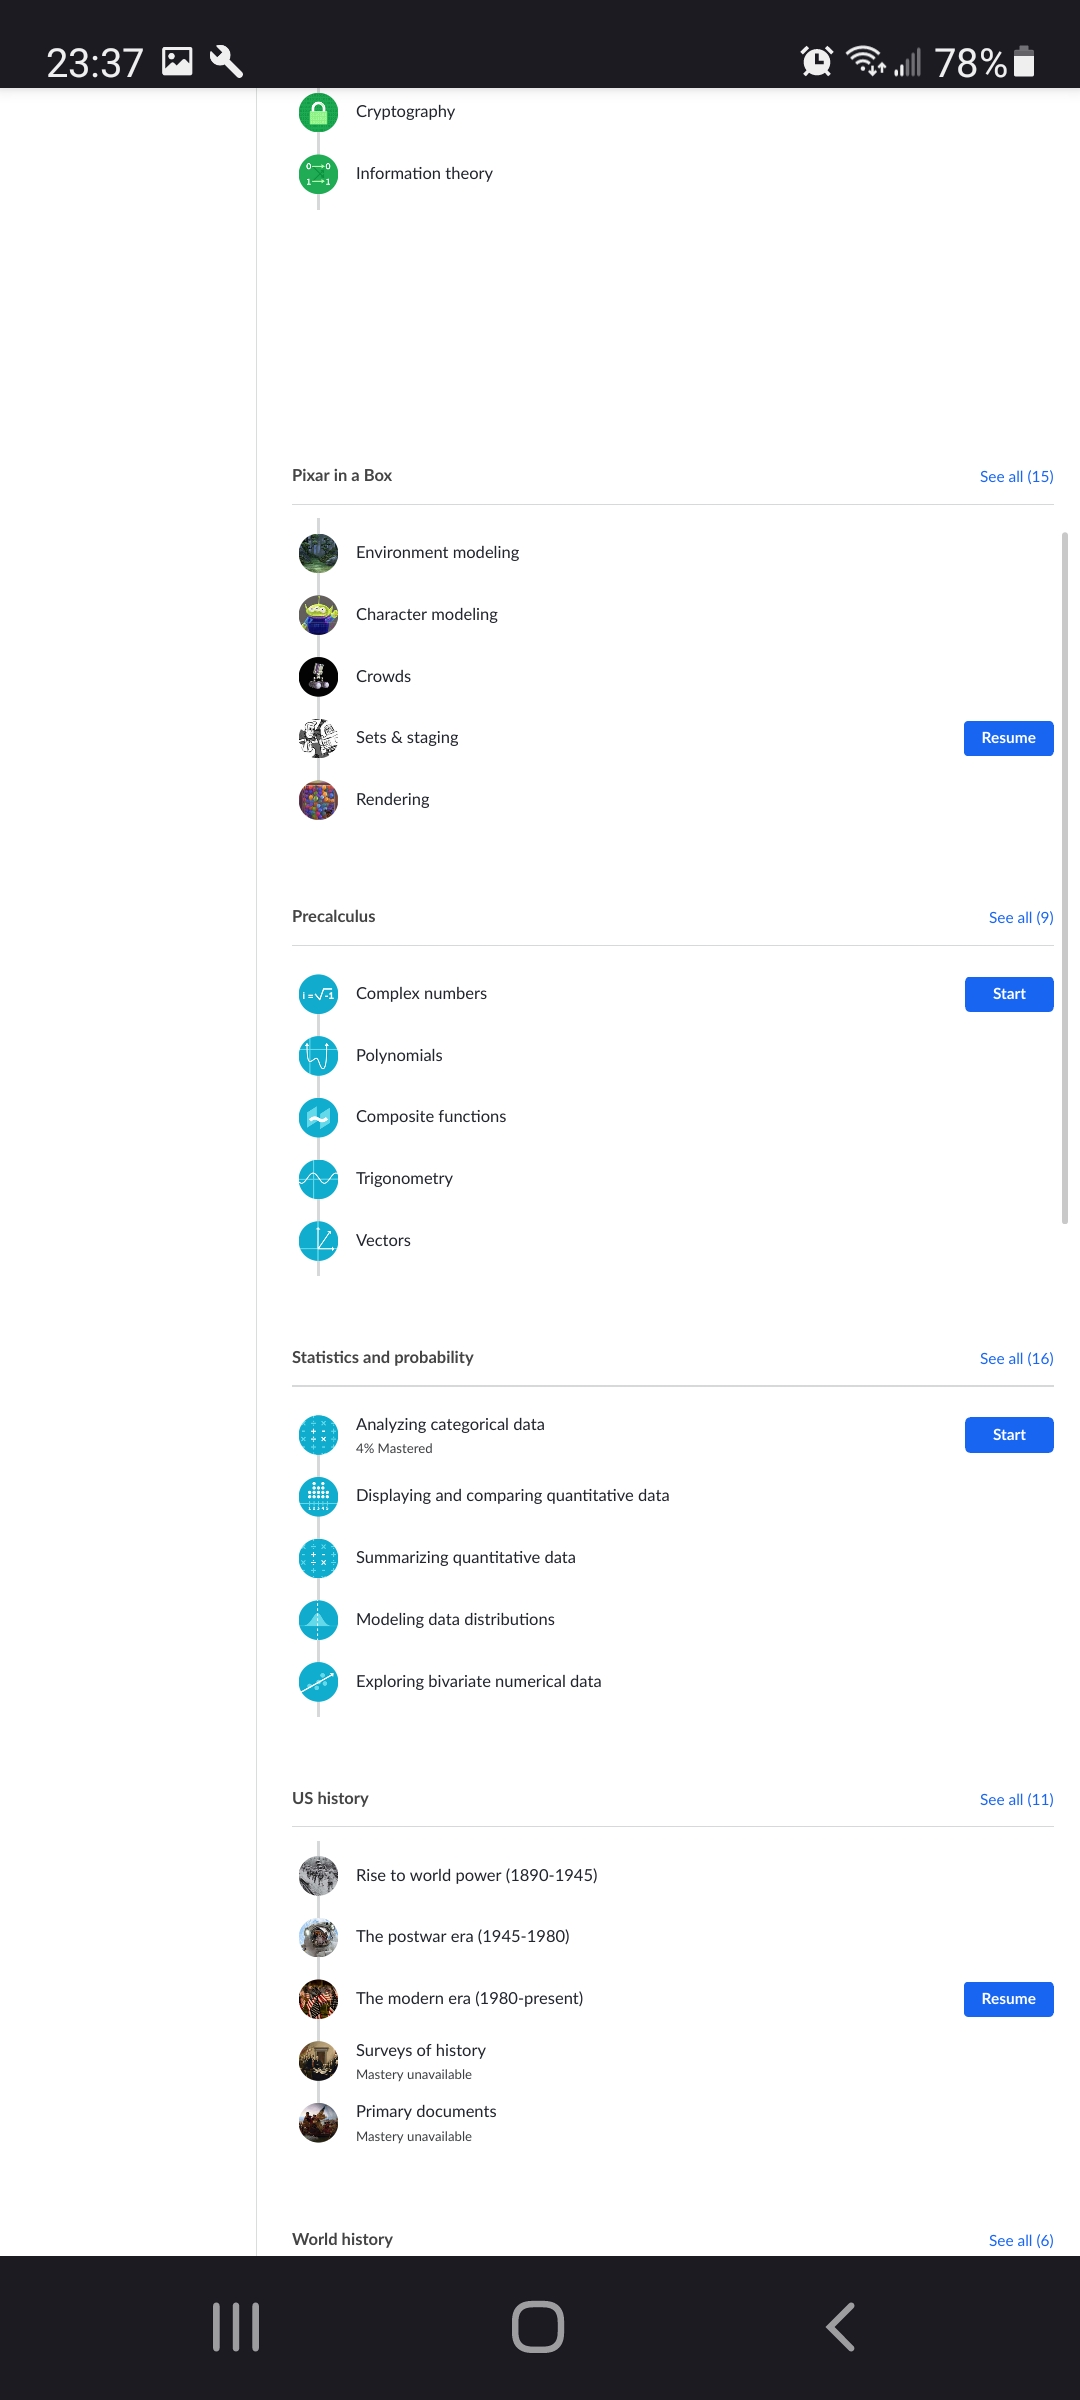 23:37
78%
Cryptography
0→0
1→1
Information theory
Pixar in a Box
See all (15)
Environment modeling
Character modeling
Crowds
Sets & staging
Resume
Rendering
Precalculus
See all (9)
i=√-1
Complex numbers
Start
Polynomials
Composite functions
Trigonometry
Vectors
Statistics and probability
See all (16)
Analyzing categorical data
4% Mastered
Start
Displaying and comparing quantitative data
Summarizing quantitative data
Modeling data distributions
Exploring bivariate numerical data
US history
See all (11)
Rise to world power (1890-1945)
The postwar era (1945-1980)
The modern era (1980-present)
Resume
Surveys of history
Mastery unavailable
Primary documents
Mastery unavailable
World history
See all (6)